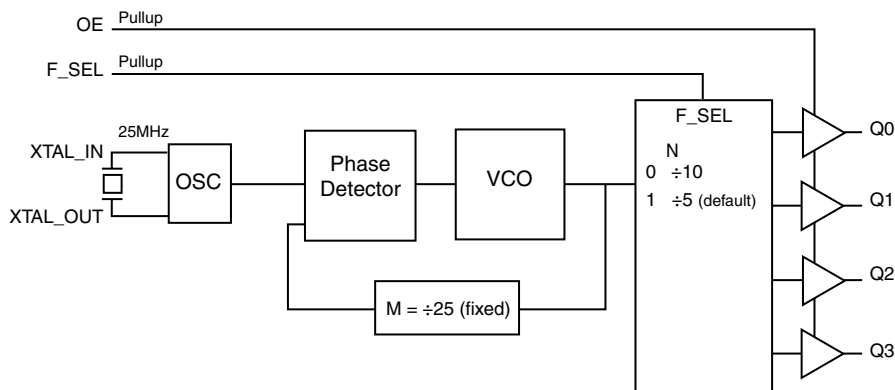 OE Pullup
F_SEL Pullup
25MHz
XTAL_IN
XTAL_OUT
OSC
Phase
Detector
VCO
M = ÷25 (fixed)
F_SEL
N
0 ÷10
1 ÷5 (default)
Q0
Q1
Q2
Q3